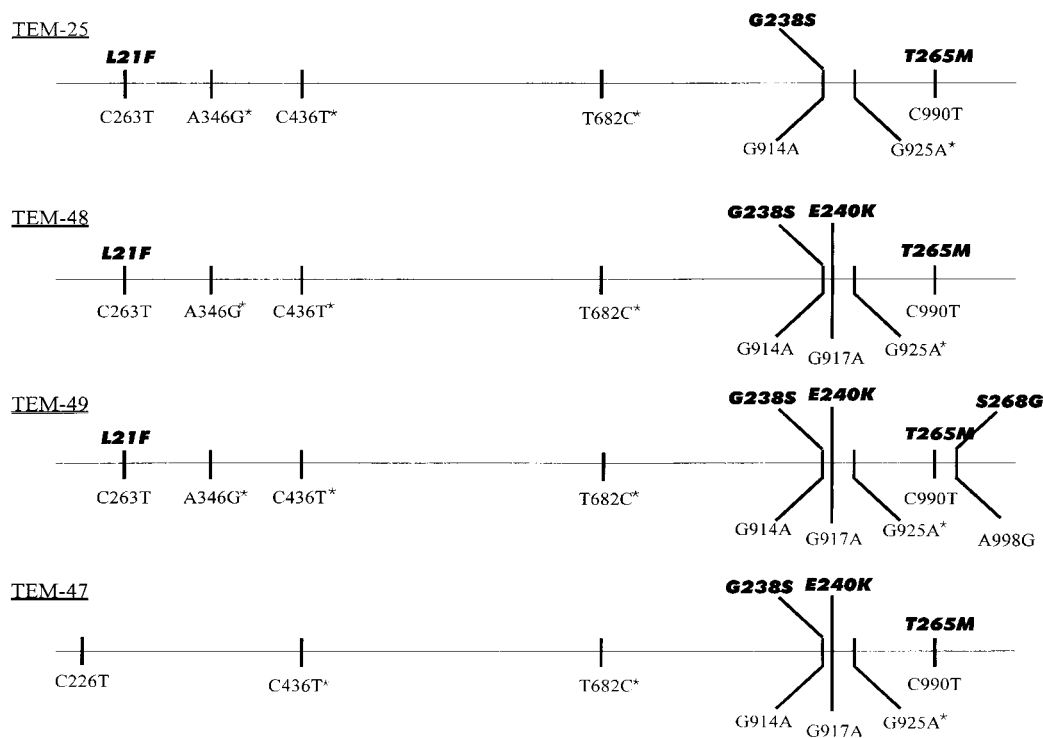 TEM-25
G238S
L21F T265M
C263T A346G* C436T* T682C* C990T
G914A G925A*
TEM-48
G238S E240K
L21F T265M
C263T A346G* C436T* T682C* C990T
G914A G917A G925A*
TEM-49
G238S E240K S268G
L21F T265M
C263T A346G* C436T* T682C* C990T
G914A G917A G925A* A998G
TEM-47
G238S E240K
T265M
C226T C436T* T682C* C990T
G914A G917A G925A*